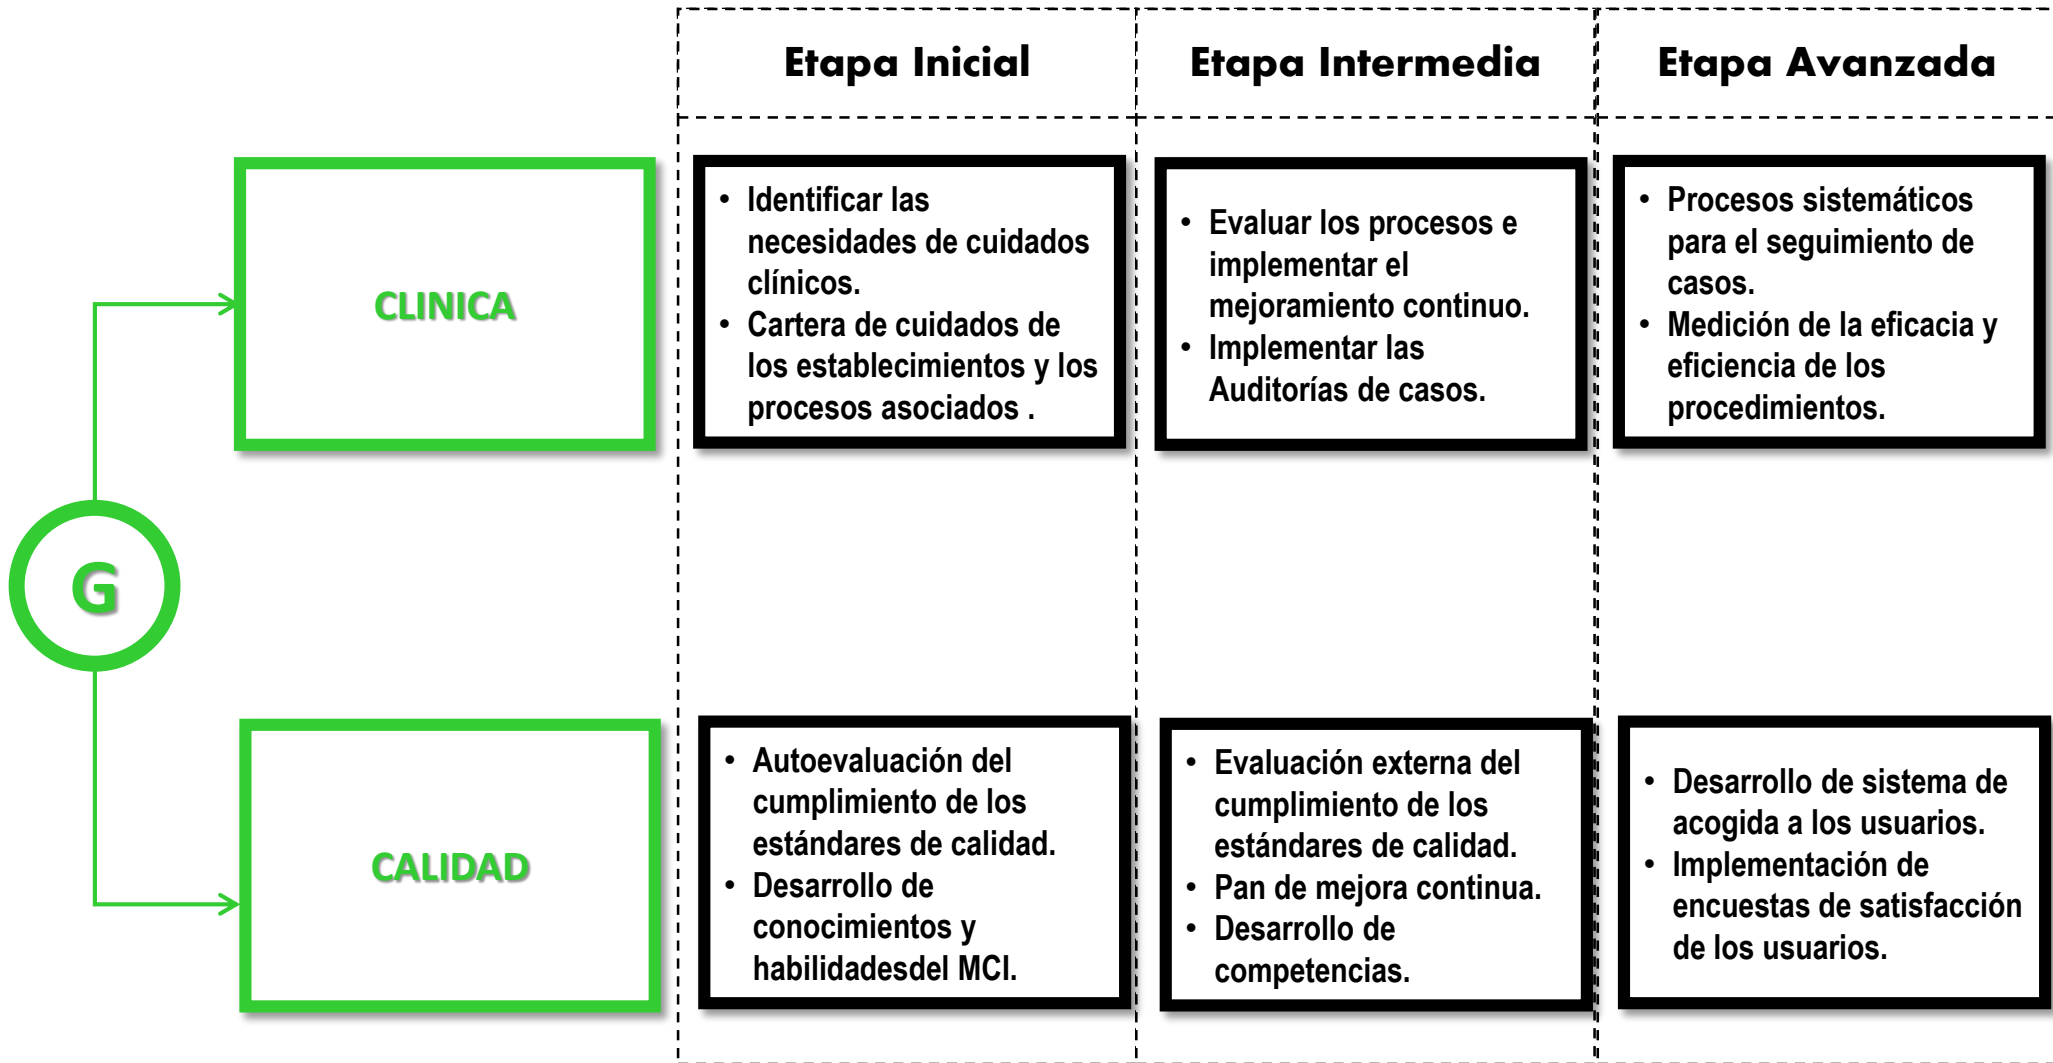 Etapa Inicial
Etapa Intermedia
Etapa Avanzada
CLINICA
• Identificar las
necesidades de cuidados
clínicos.
• Cartera de cuidados de
los establecimientos y los
procesos asociados .
• Evaluar los procesos e
implementar el
mejoramiento continuo.
• Implementar las
Auditorías de casos.
• Procesos sistemáticos
para el seguimiento de
casos.
• Medición de la eficacia y
eficiencia de los
procedimientos.
G
CALIDAD
• Autoevaluación del
cumplimiento de los
estándares de calidad.
• Desarrollo de
conocimientos y
habilidadesdel MCI.
• Evaluación externa del
cumplimiento de los
estándares de calidad.
• Pan de mejora continua.
• Desarrollo de
competencias.
• Desarrollo de sistema de
acogida a los usuarios.
• Implementación de
encuestas de satisfacción
de los usuarios.